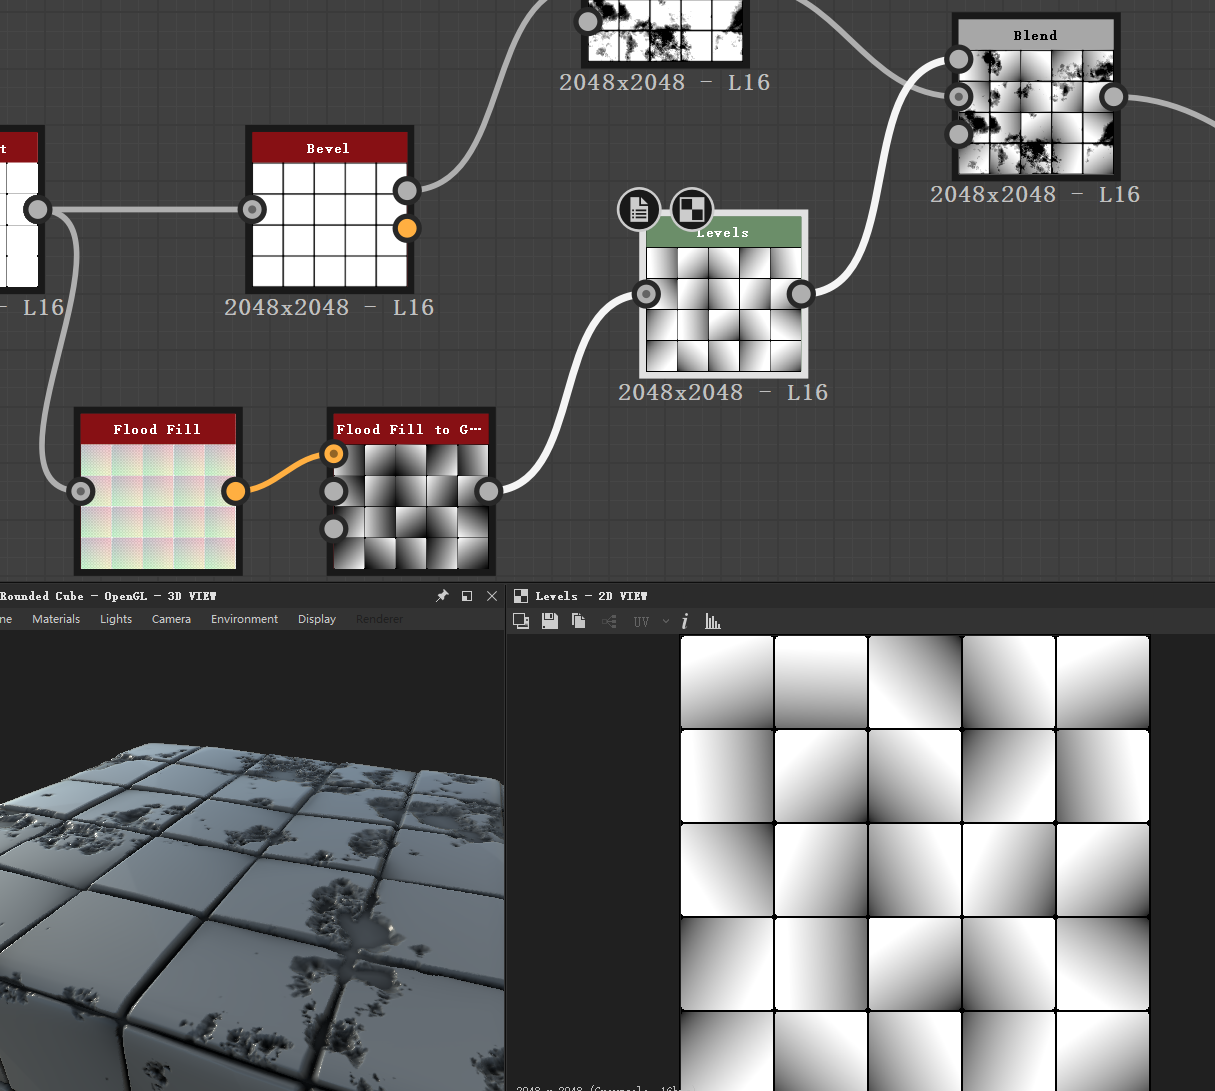 2048x2048 - L16
Blend
t
Bevel
2048x2048 - L16
Levels
- L16
2048x2048 - L16
2048x2048 - L16
Flood Fill
Flood Fill to G···
Rounded Cube - OpenGL - 3D VIEW
Levels - 2D VIEW
ne Materials Lights Camera Environment Display Renderer
UV i